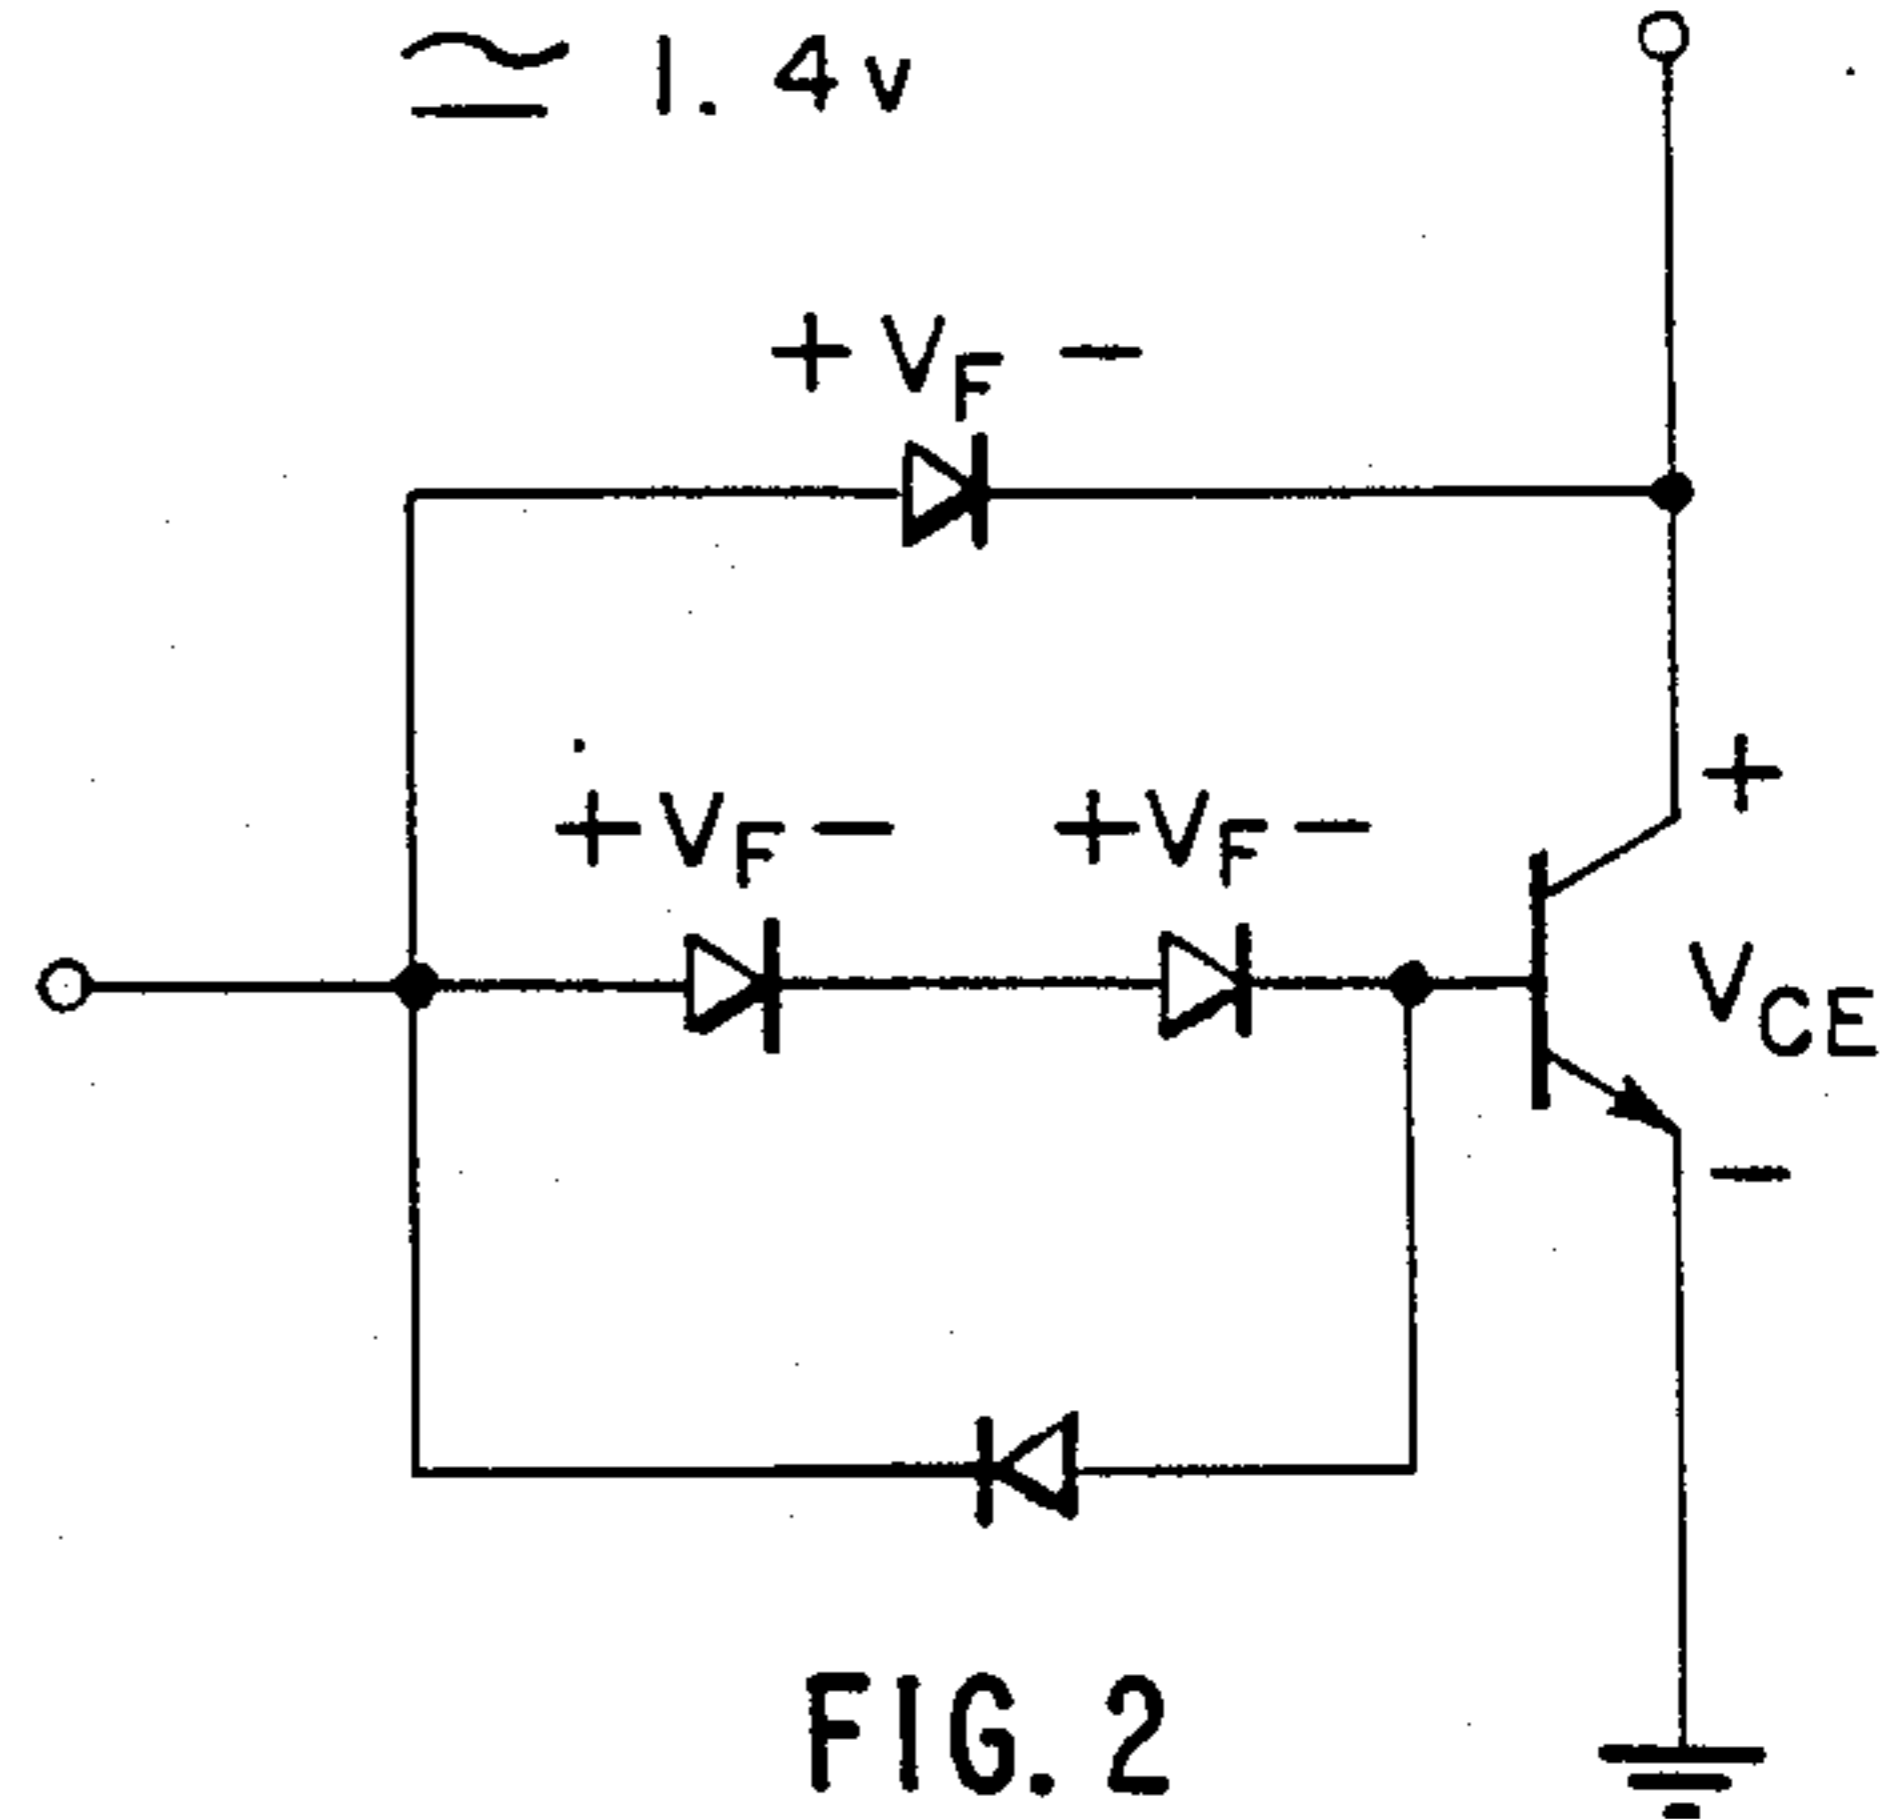 ≃ 1.4v
+ V_F −
+ V_F − + V_F −
+
V_CE
−
FIG. 2